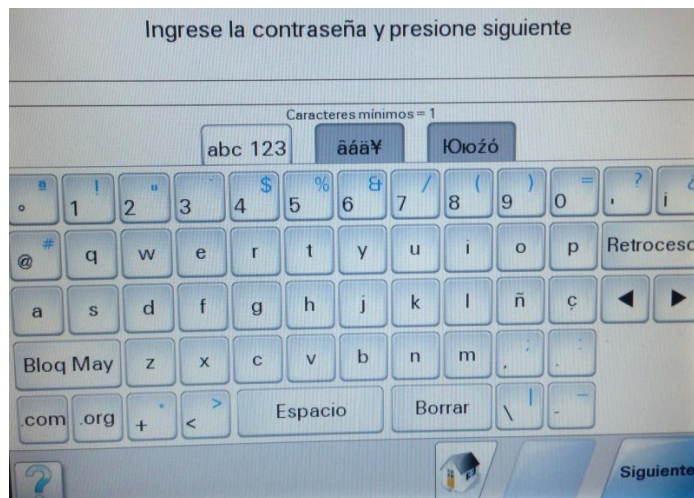 Ingrese la contraseña y presione siguiente
Caracteres mínimos = 1
abc 123 âáä¥ Ююźó
° ª 1 ! 2 " 3 4 $ 5 % 6 & 7 / 8 ( 9 ) 0 = ' ? ¡ ¿
@ # q w e r t y u i o p Retroceso
a s d f g h j k l ñ ç ◀ ▶
Bloq May z x c v b n m , ; . :
.com .org + * < > Espacio Borrar \ | - _
? Siguiente